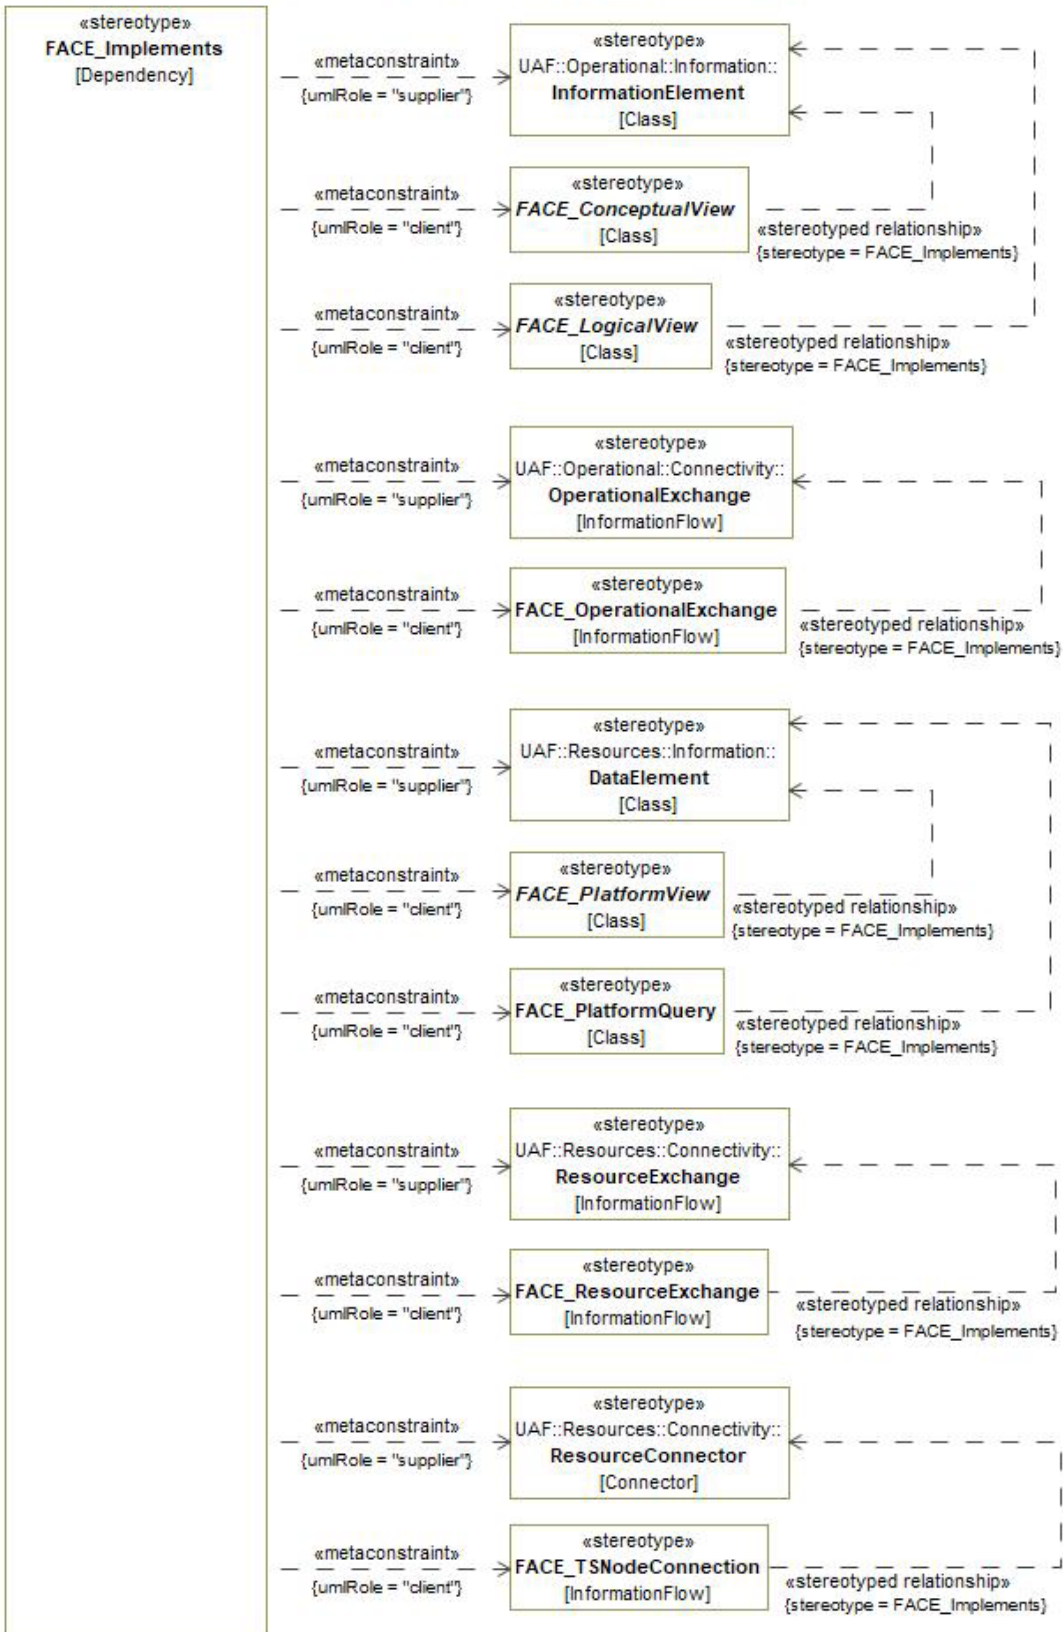 «stereotype»
FACE_Implements
[Dependency]
«metaconstraint»
{umlRole = "supplier"}
«stereotype»
UAF::Operational::Information::
InformationElement
[Class]
«metaconstraint»
{umlRole = "client"}
«stereotype»
FACE_ConceptualView
[Class]
«stereotyped relationship»
{stereotype = FACE_Implements}
«metaconstraint»
{umlRole = "client"}
«stereotype»
FACE_LogicalView
[Class]
«stereotyped relationship»
{stereotype = FACE_Implements}
«metaconstraint»
{umlRole = "supplier"}
«stereotype»
UAF::Operational::Connectivity::
OperationalExchange
[InformationFlow]
«metaconstraint»
{umlRole = "client"}
«stereotype»
FACE_OperationalExchange
[InformationFlow]
«stereotyped relationship»
{stereotype = FACE_Implements}
«metaconstraint»
{umlRole = "supplier"}
«stereotype»
UAF::Resources::Information::
DataElement
[Class]
«metaconstraint»
{umlRole = "client"}
«stereotype»
FACE_PlatformView
[Class]
«stereotyped relationship»
{stereotype = FACE_Implements}
«metaconstraint»
{umlRole = "client"}
«stereotype»
FACE_PlatformQuery
[Class]
«stereotyped relationship»
{stereotype = FACE_Implements}
«metaconstraint»
{umlRole = "supplier"}
«stereotype»
UAF::Resources::Connectivity::
ResourceExchange
[InformationFlow]
«metaconstraint»
{umlRole = "client"}
«stereotype»
FACE_ResourceExchange
[InformationFlow]
«stereotyped relationship»
{stereotype = FACE_Implements}
«metaconstraint»
{umlRole = "supplier"}
«stereotype»
UAF::Resources::Connectivity::
ResourceConnector
[Connector]
«metaconstraint»
{umlRole = "client"}
«stereotype»
FACE_TSNodeConnection
[InformationFlow]
«stereotyped relationship»
{stereotype = FACE_Implements}